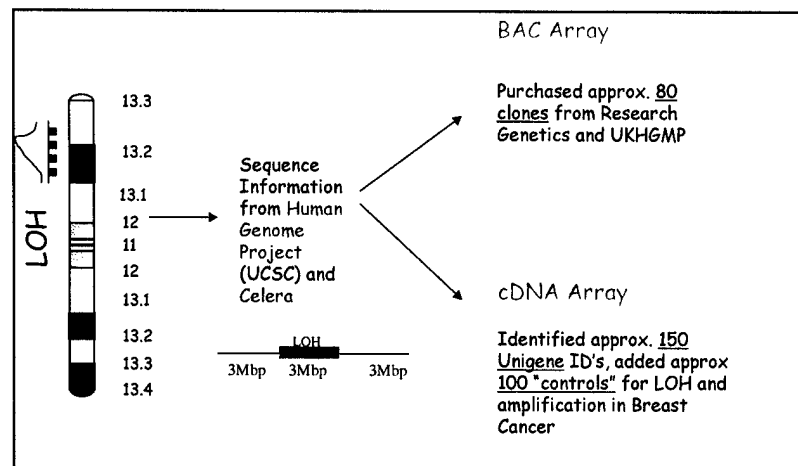 BAC Array
Purchased approx. 80
clones from Research
Genetics and UKHGMP
13.3
13.2
13.1
12
11
12
13.1
13.2
13.3
13.4
LOH
Sequence
Information
from Human
Genome
Project
(UCSC) and
Celera
LOH
3Mbp 3Mbp 3Mbp
cDNA Array
Identified approx. 150
Unigene ID's, added approx
100 "controls" for LOH and
amplification in Breast
Cancer